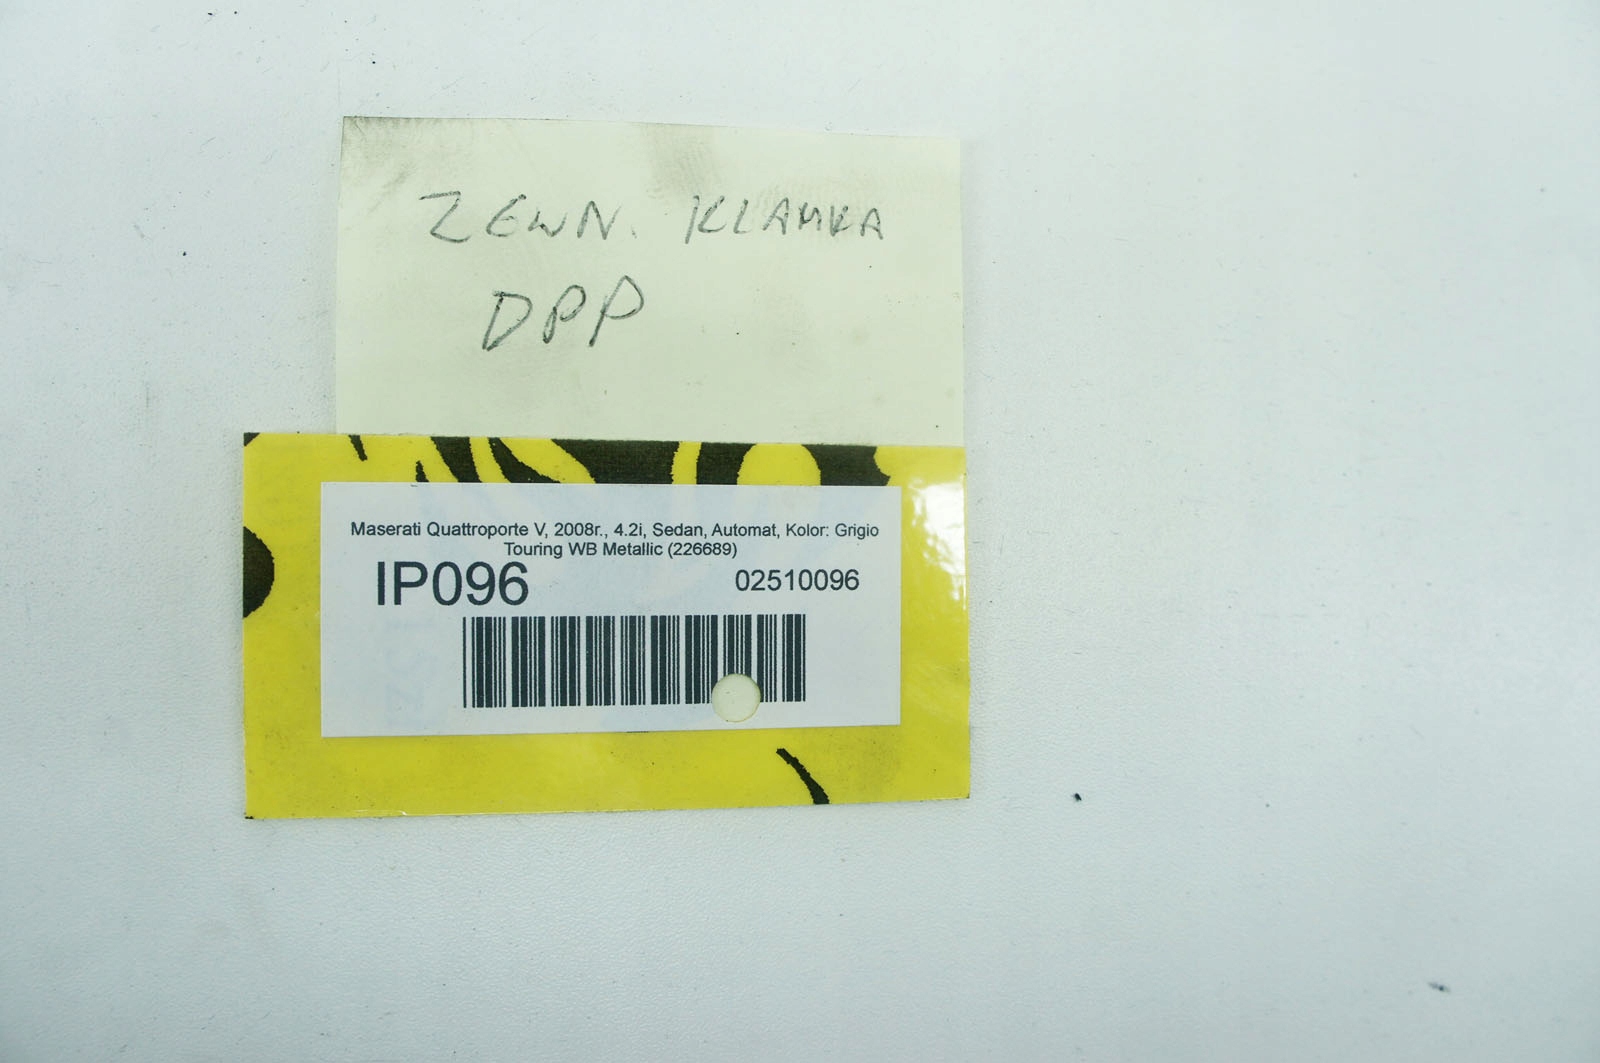 ZEWN. KLAMKA
DPP
Maserati Quattroporte V, 2008r., 4.2i, Sedan, Automat, Kolor: Grigio
Touring WB Metallic (226689)
IP096 02510096